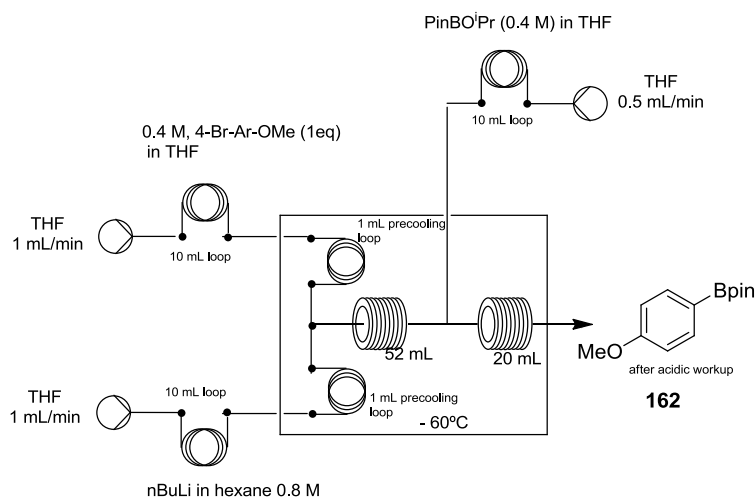 PinBOⁱPr (0.4 M) in THF
THF
0.5 mL/min
10 mL loop
0.4 M, 4-Br-Ar-OMe (1eq)
in THF
THF
1 mL/min
10 mL loop
1 mL precooling
loop
Bpin
52 mL
20 mL
MeO
after acidic workup
162
THF
1 mL/min
10 mL loop
1 mL precooling
loop
- 60ºC
nBuLi in hexane 0.8 M